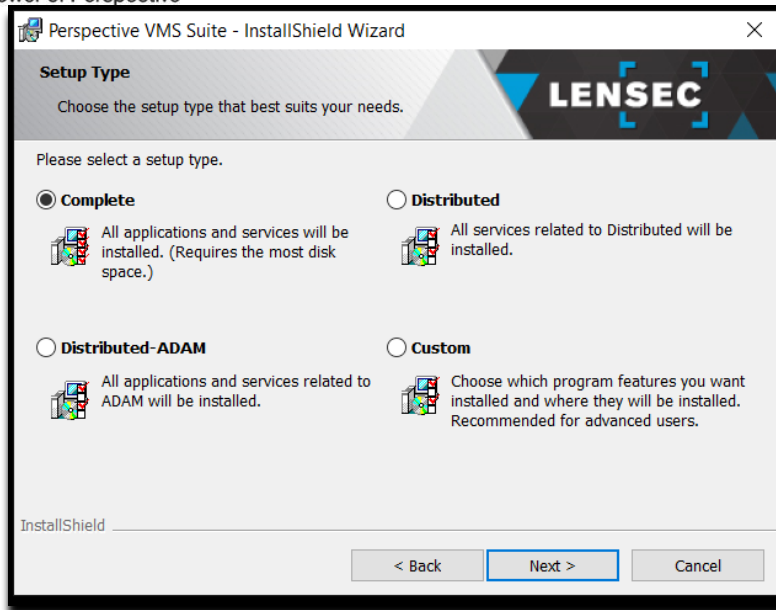 Perspective VMS Suite - InstallShield Wizard
Setup Type
Choose the setup type that best suits your needs.
LENSEC
Please select a setup type.
Complete
All applications and services will be
installed. (Requires the most disk
space.)
Distributed
All services related to Distributed will be
installed.
Distributed-ADAM
All applications and services related to
ADAM will be installed.
Custom
Choose which program features you want
installed and where they will be installed.
Recommended for advanced users.
InstallShield
< Back
Next >
Cancel